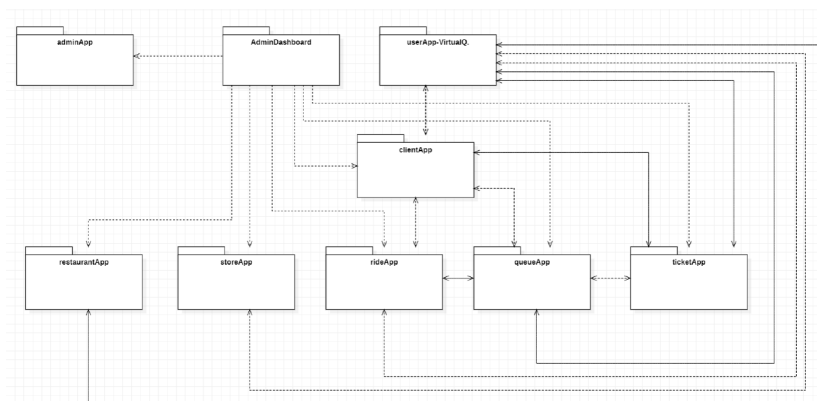 adminApp
AdminDashboard
userApp-VirtualQ.
clientApp
restaurantApp
storeApp
rideApp
queueApp
ticketApp